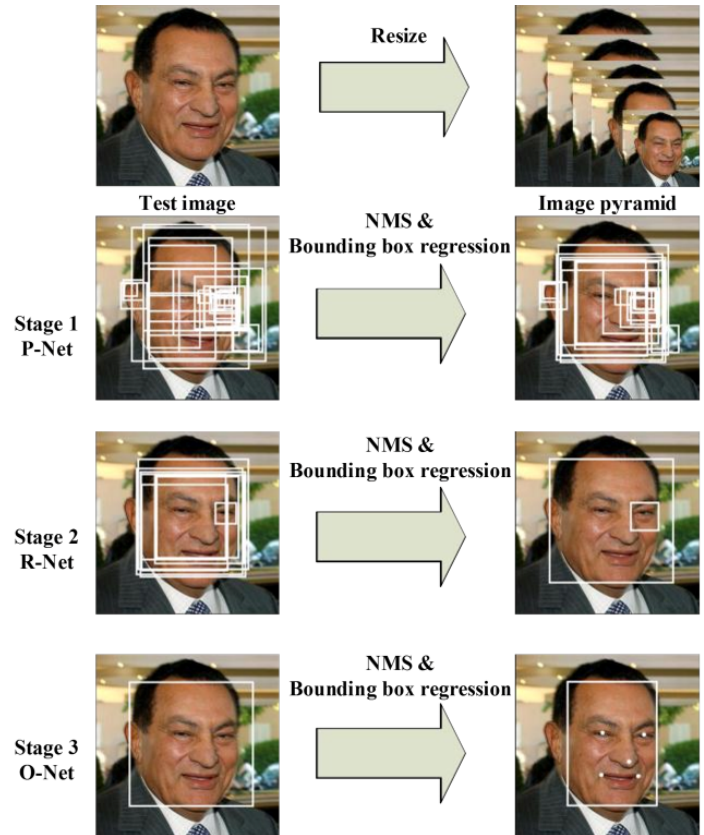 Resize
Test image
Image pyramid
NMS &
Bounding box regression
Stage 1
P-Net
NMS &
Bounding box regression
Stage 2
R-Net
NMS &
Bounding box regression
Stage 3
O-Net